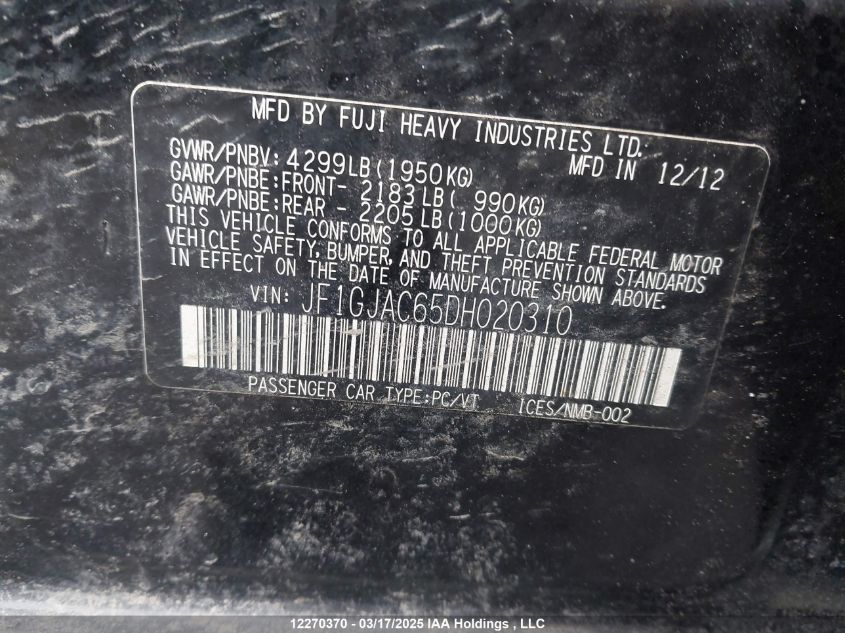 MFD BY FUJI HEAVY INDUSTRIES LTD.
MFD IN 12/12
GVWR/PNBV: 4299LB(1950KG)
GAWR/PNBE:FRONT- 2183LB( 990KG)
GAWR/PNBE:REAR - 2205LB(1000KG)
THIS VEHICLE CONFORMS TO ALL APPLICABLE FEDERAL MOTOR
VEHICLE SAFETY, BUMPER, AND THEFT PREVENTION STANDARDS
IN EFFECT ON THE DATE OF MANUFACTURE SHOWN ABOVE.
VIN: JF1GJAC65DH020310
PASSENGER CAR TYPE:PC/VT ICES/NMB-002
12270370 - 03/17/2025 IAA Holdings , LLC